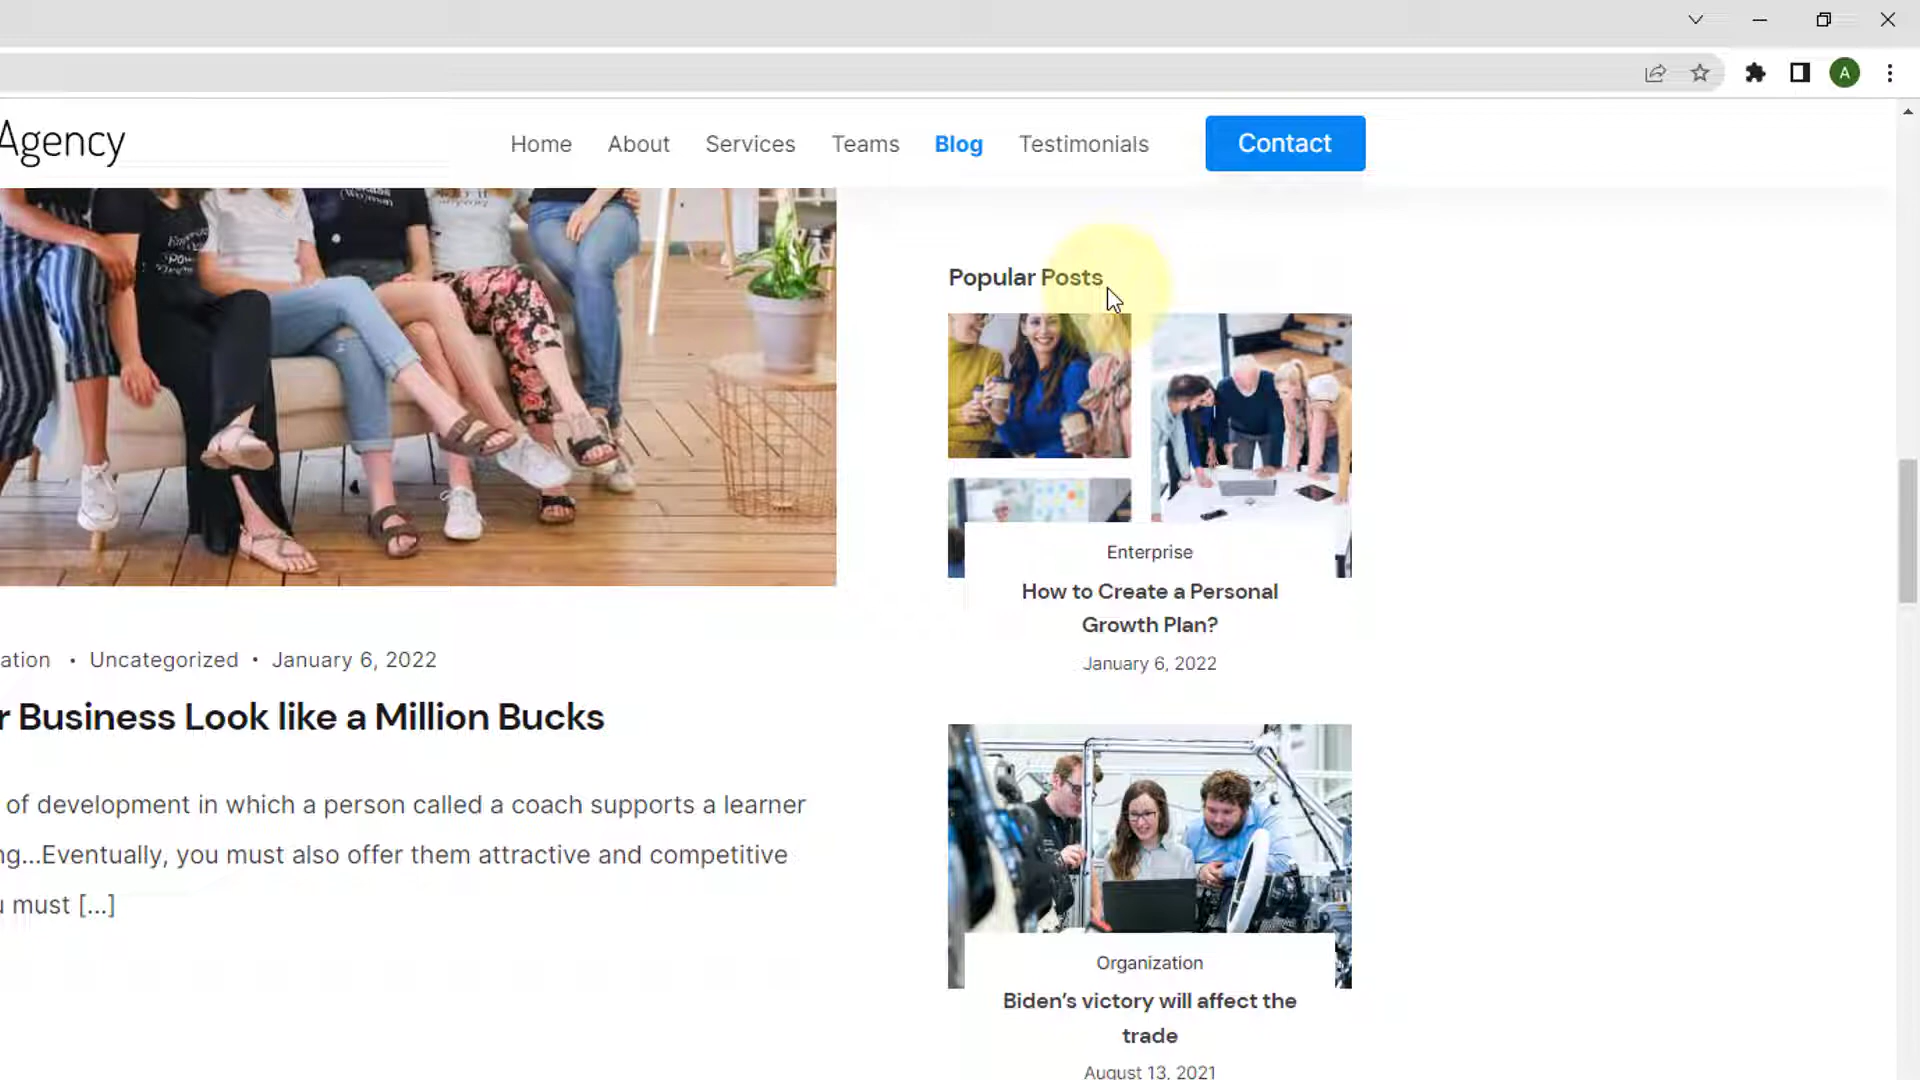 A
Agency
Home
About
Services
Teams
Blog
Testimonials
Contact
Popular Posts
Enterprise
How to Create a Personal
Growth Plan?
January 6, 2022
ation • Uncategorized • January 6, 2022
r Business Look like a Million Bucks
of development in which a person called a coach supports a learner
ng...Eventually, you must also offer them attractive and competitive
u must [...]
Organization
Biden's victory will affect the
trade
August 13, 2021